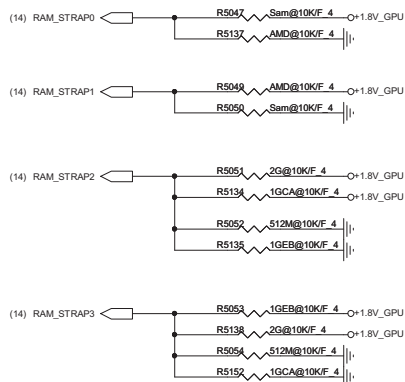 (14) RAM_STRAP0 R5047 Sam@10K/F_4 +1.8V_GPU
R5137 AMD@10K/F_4
(14) RAM_STRAP1 R5049 AMD@10K/F_4 +1.8V_GPU
R5050 Sam@10K/F_4
(14) RAM_STRAP2 R5051 2G@10K/F_4 +1.8V_GPU
R5134 1GCA@10K/F_4 +1.8V_GPU
R5052 512M@10K/F_4
R5135 1GEB@10K/F_4
(14) RAM_STRAP3 R5053 1GEB@10K/F_4 +1.8V_GPU
R5138 2G@10K/F_4 +1.8V_GPU
R5054 512M@10K/F_4
R5152 1GCA@10K/F_4